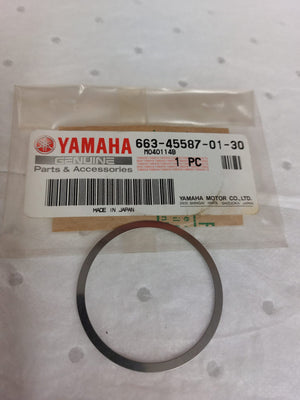 YAMAHA
GENUINE
Parts & Accessories
663-45587-01-30
M0401148
1 PC
YAMAHA MOTOR CO.,LTD.
MADE IN JAPAN